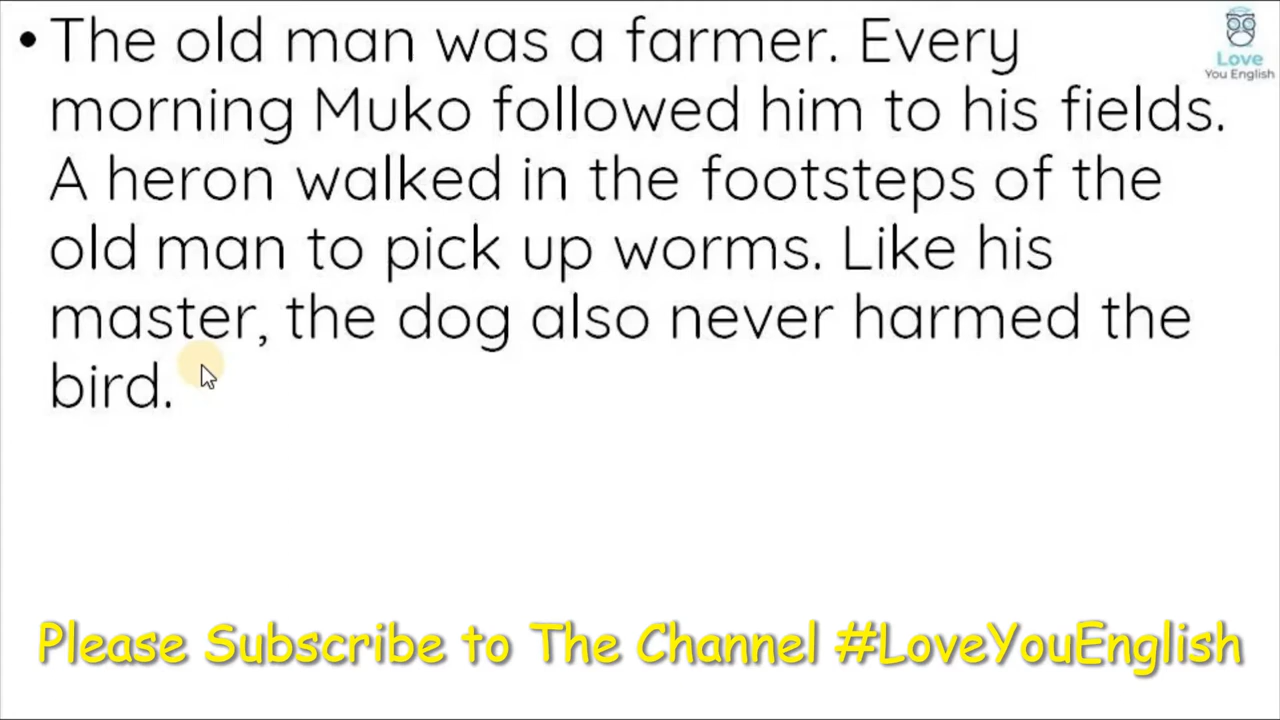 • The old man was a farmer. Every
morning Muko followed him to his fields.
A heron walked in the footsteps of the
old man to pick up worms. Like his
master, the dog also never harmed the
bird.
Love
You English
Please Subscribe to The Channel #LoveYouEnglish